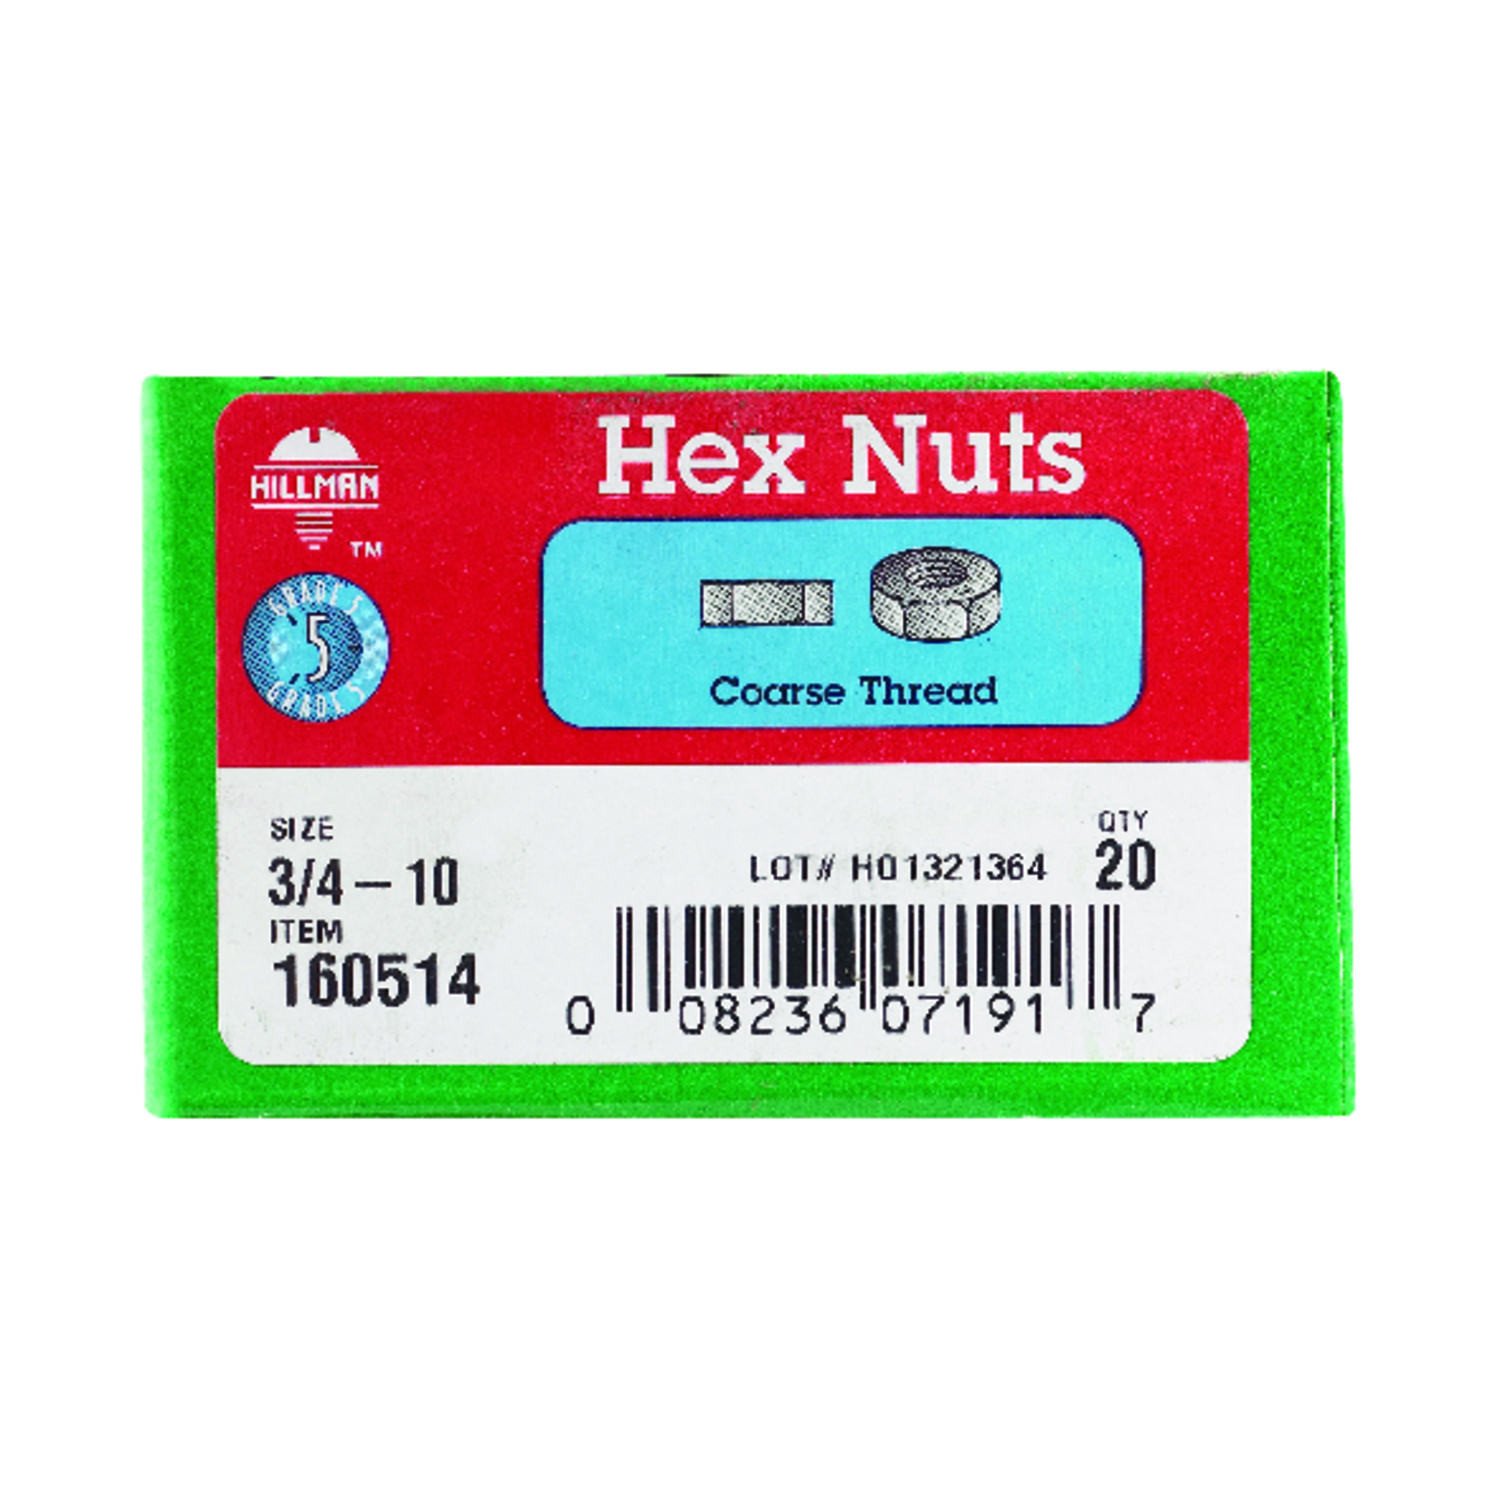 Hex Nuts
HILLMAN
TM
GRADE 5
5
GRADE 5
Coarse Thread
SIZE
3/4 – 10
ITEM
160514
LOT# H01321364
QTY
20
0 08236 07191 7